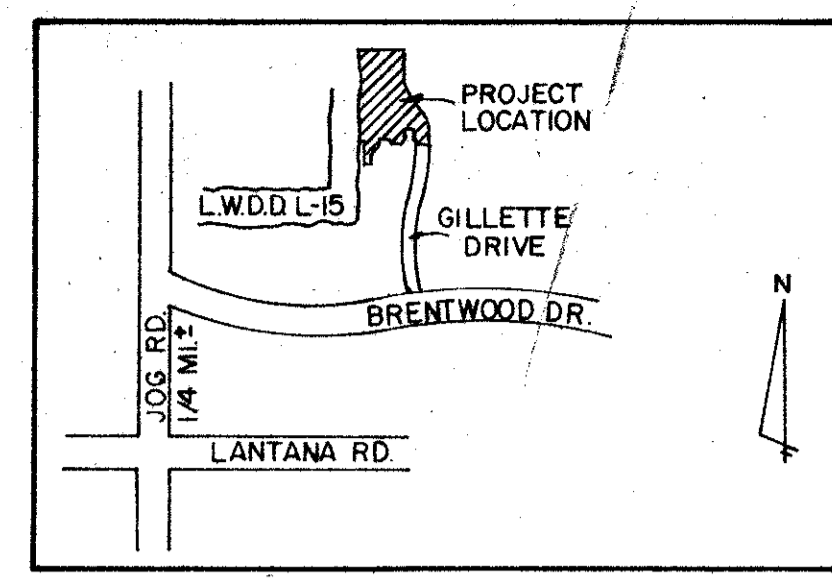 PROJECT
LOCATION
L.W.D.D. L-15
GILLETTE
DRIVE
N
BRENTWOOD DR.
JOG RD.
1/4 MI.±
LANTANA RD.